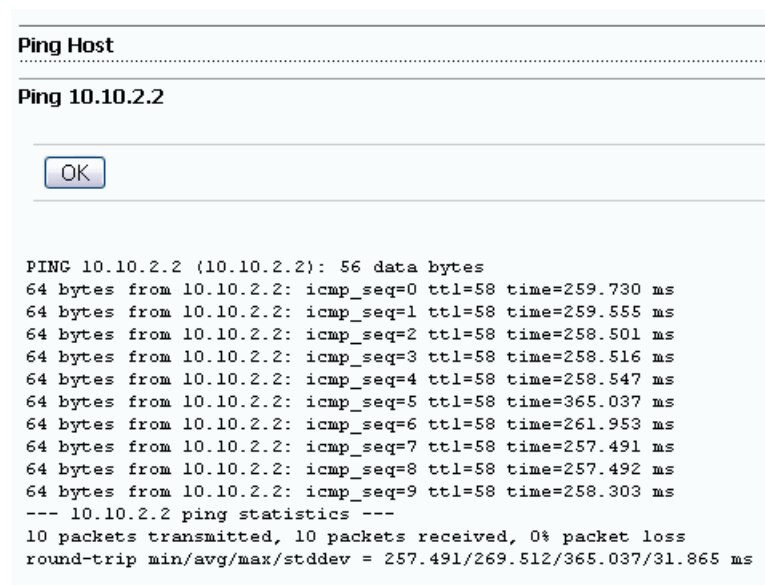 Ping Host
Ping 10.10.2.2
OK
PING 10.10.2.2 (10.10.2.2): 56 data bytes
64 bytes from 10.10.2.2: icmp_seq=0 ttl=58 time=259.730 ms
64 bytes from 10.10.2.2: icmp_seq=1 ttl=58 time=259.555 ms
64 bytes from 10.10.2.2: icmp_seq=2 ttl=58 time=258.501 ms
64 bytes from 10.10.2.2: icmp_seq=3 ttl=58 time=258.516 ms
64 bytes from 10.10.2.2: icmp_seq=4 ttl=58 time=258.547 ms
64 bytes from 10.10.2.2: icmp_seq=5 ttl=58 time=365.037 ms
64 bytes from 10.10.2.2: icmp_seq=6 ttl=58 time=261.953 ms
64 bytes from 10.10.2.2: icmp_seq=7 ttl=58 time=257.491 ms
64 bytes from 10.10.2.2: icmp_seq=8 ttl=58 time=257.492 ms
64 bytes from 10.10.2.2: icmp_seq=9 ttl=58 time=258.303 ms
--- 10.10.2.2 ping statistics ---
10 packets transmitted, 10 packets received, 0% packet loss
round-trip min/avg/max/stddev = 257.491/269.512/365.037/31.865 ms